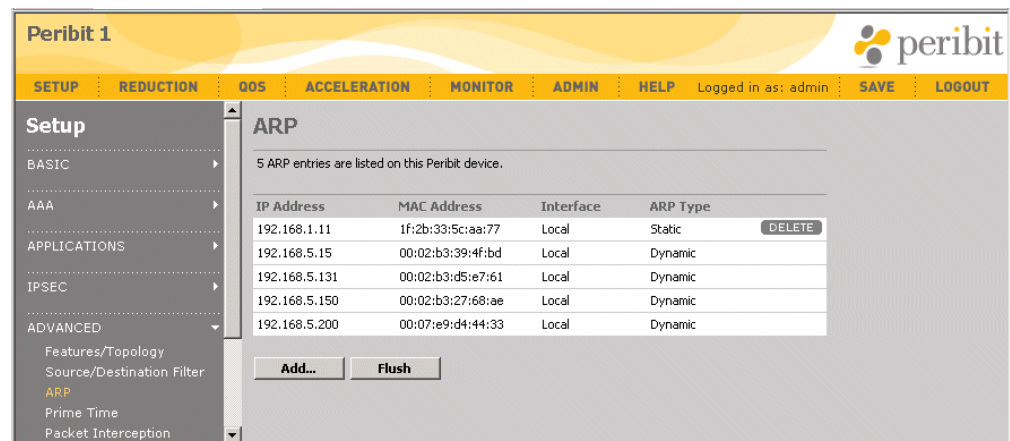 Peribit 1
peribit
SETUP REDUCTION QOS ACCELERATION MONITOR ADMIN HELP Logged in as: admin SAVE LOGOUT
Setup
BASIC
AAA
APPLICATIONS
IPSEC
ADVANCED
Features/Topology
Source/Destination Filter
ARP
Prime Time
Packet Interception
ARP
5 ARP entries are listed on this Peribit device.
IP Address MAC Address Interface ARP Type
192.168.1.11 1f:2b:33:5c:aa:77 Local Static DELETE
192.168.5.15 00:02:b3:39:4f:bd Local Dynamic
192.168.5.131 00:02:b3:d5:e7:61 Local Dynamic
192.168.5.150 00:02:b3:27:68:ae Local Dynamic
192.168.5.200 00:07:e9:d4:44:33 Local Dynamic
Add... Flush